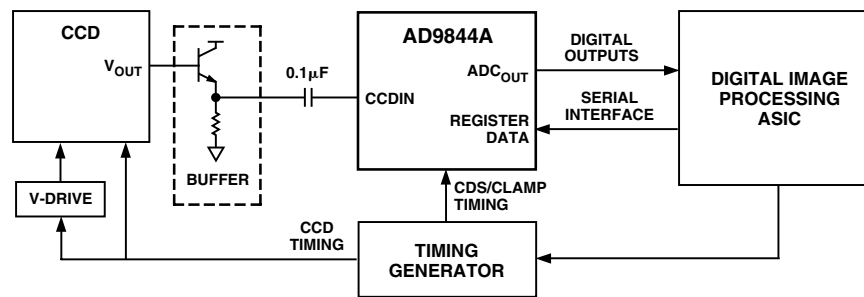 CCD
V_OUT
BUFFER
0.1µF
AD9844A
ADC_OUT
CCDIN
REGISTER
DATA
DIGITAL
OUTPUTS
SERIAL
INTERFACE
DIGITAL IMAGE
PROCESSING
ASIC
V-DRIVE
CCD
TIMING
CDS/CLAMP
TIMING
TIMING
GENERATOR